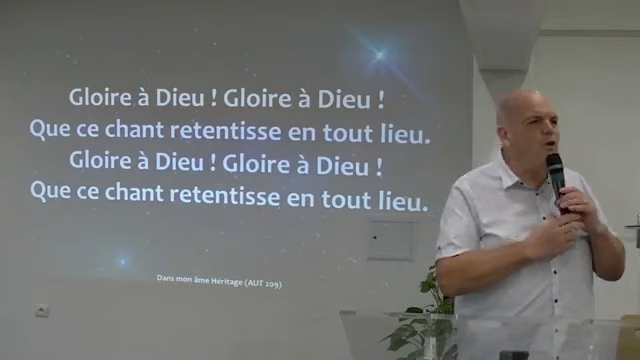 Gloire à Dieu ! Gloire à Dieu !
Que ce chant retentisse en tout lieu.
Gloire à Dieu ! Gloire à Dieu !
Que ce chant retentisse en tout lieu.
Dans mon âme Héritage (AUT 209)